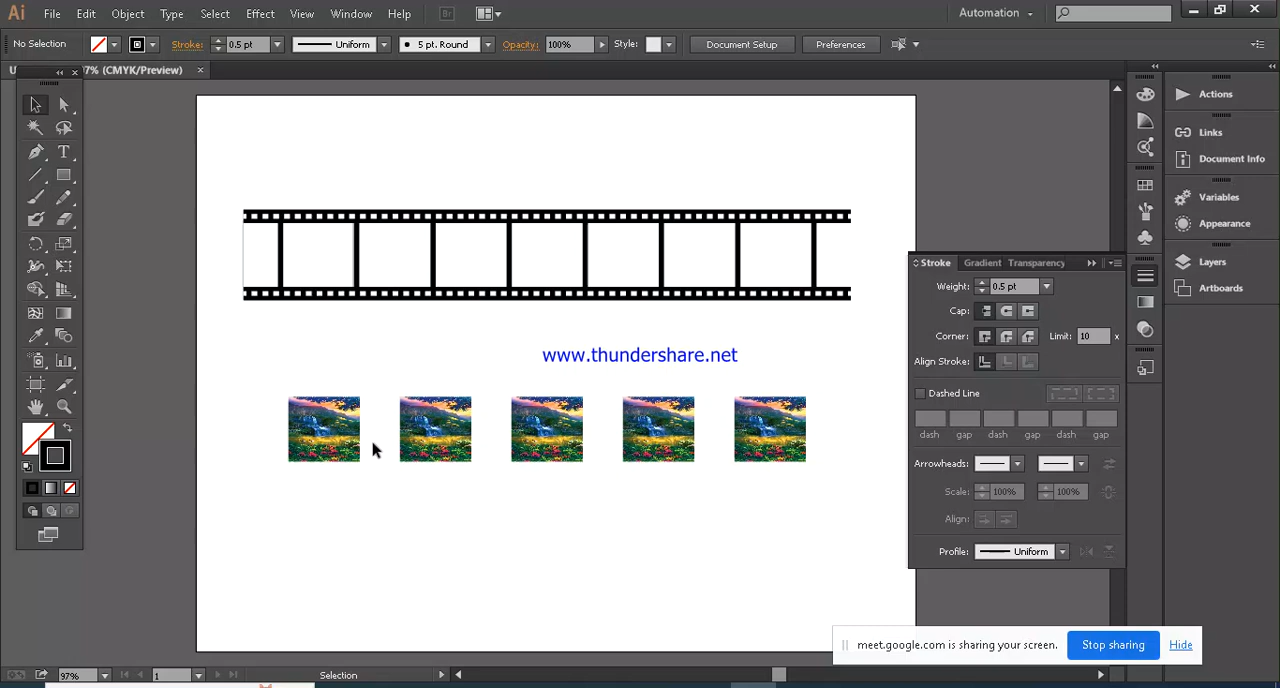 Ai File Edit Object Type Select Effect View Window Help Br Automation
No Selection Stroke: 0.5 pt Uniform 5 pt. Round Opacity: 100% Style: Document Setup Preferences
97% (CMYK/Preview) ×
Actions
Links
Document Info
Variables
Appearance
Layers
Artboards
Stroke Gradient Transparency
Weight: 0.5 pt
Cap:
Corner: Limit: 10 x
Align Stroke:
Dashed Line
dash gap dash gap dash gap
Arrowheads:
Scale: 100% 100%
Align:
Profile: Uniform
www.thundershare.net
meet.google.com is sharing your screen. Stop sharing Hide
97% 1 Selection